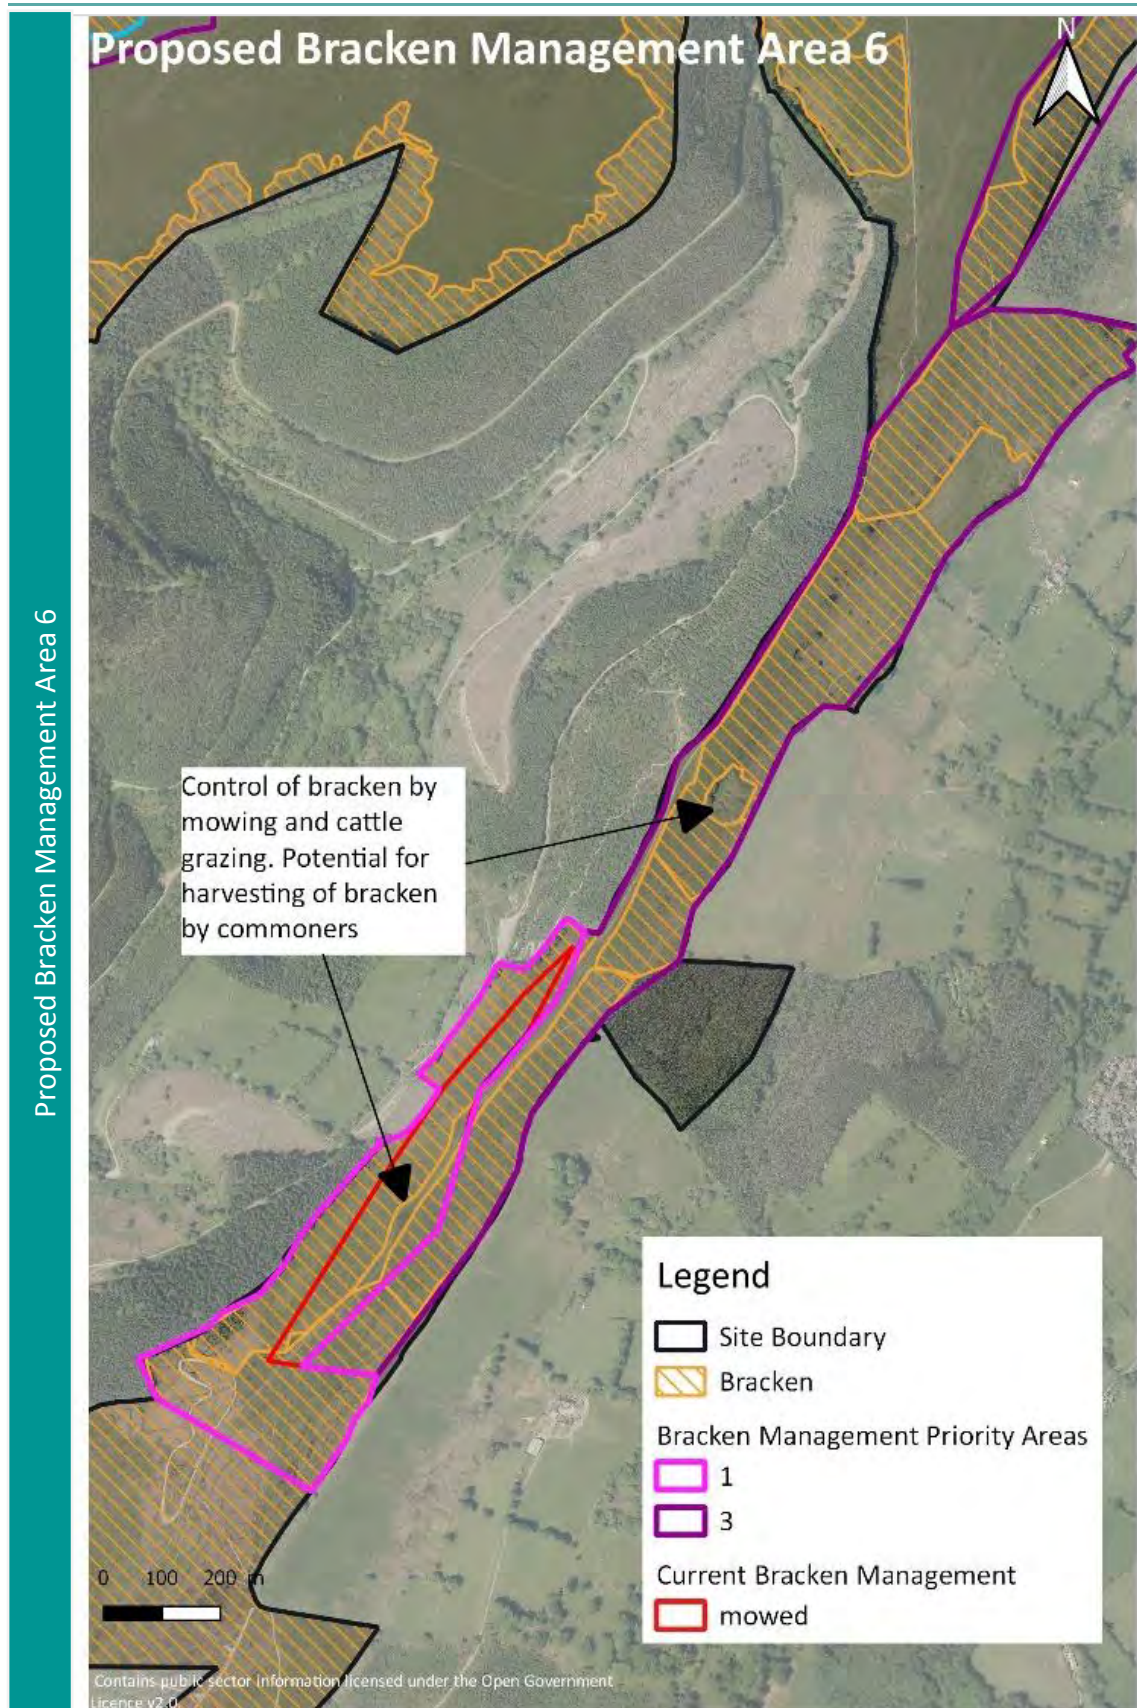 Proposed Bracken Management Area 6
Proposed Bracken Management Area 6
N
Control of bracken by
mowing and cattle
grazing. Potential for
harvesting of bracken
by commoners
Legend
Site Boundary
Bracken
Bracken Management Priority Areas
1
3
Current Bracken Management
mowed
0 100 200 m
Contains public sector information licensed under the Open Government
Licence v2.0.